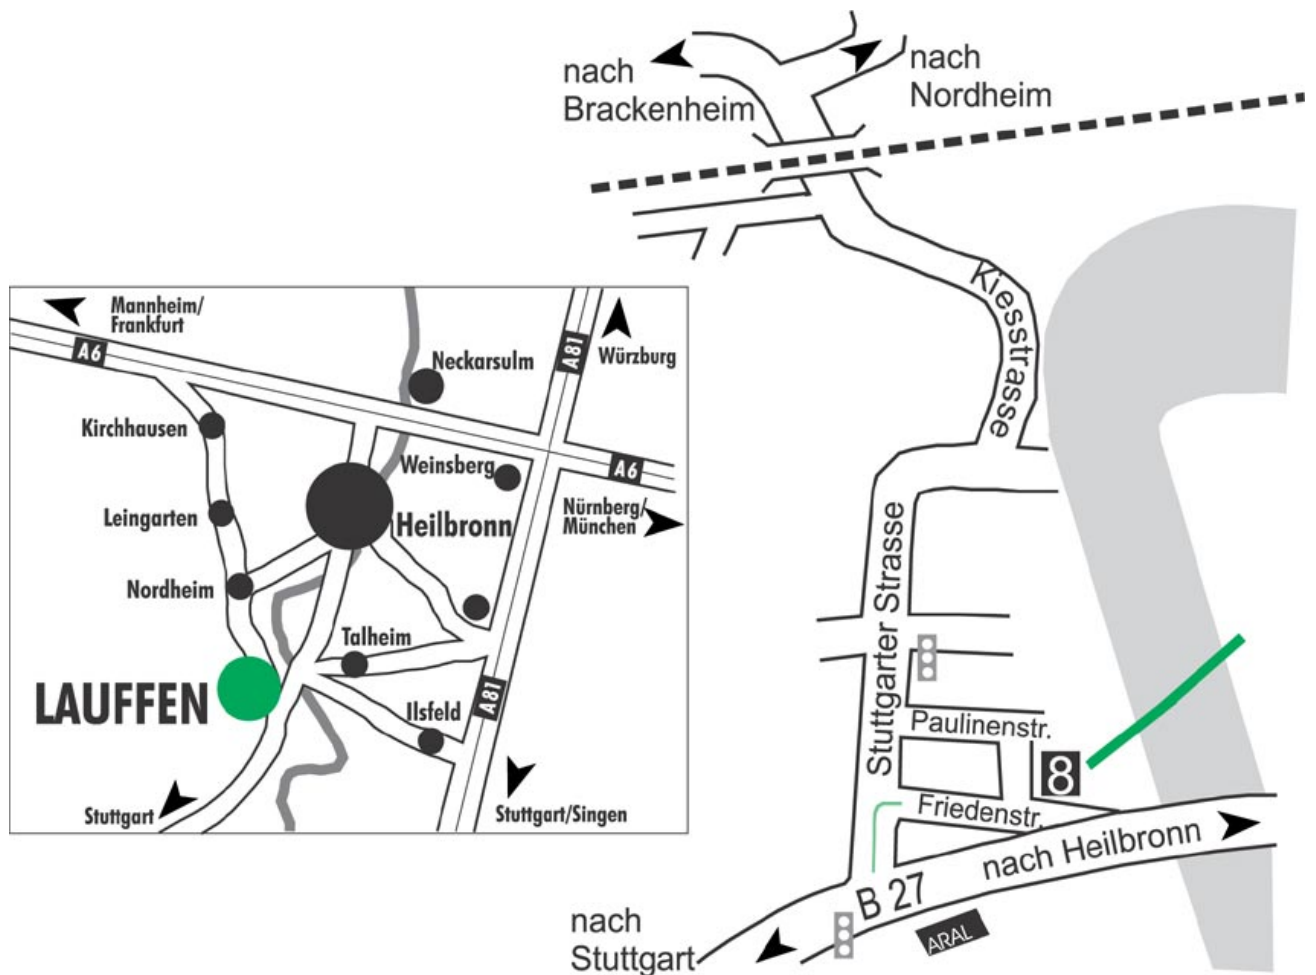 nach
Brackenheim
nach
Nordheim
Kiesstrasse
Mannheim/
Frankfurt
A6
A81
Würzburg
Neckarsulm
Kirchhausen
Weinsberg
A6
Leingarten
Heilbronn
Nürnberg/
München
Nordheim
Talheim
LAUFFEN
Ilsfeld
A81
Stuttgart
Stuttgart/Singen
Stuttgarter Strasse
Paulinenstr.
8
Friedenstr.
nach Heilbronn
B 27
ARAL
nach
Stuttgart